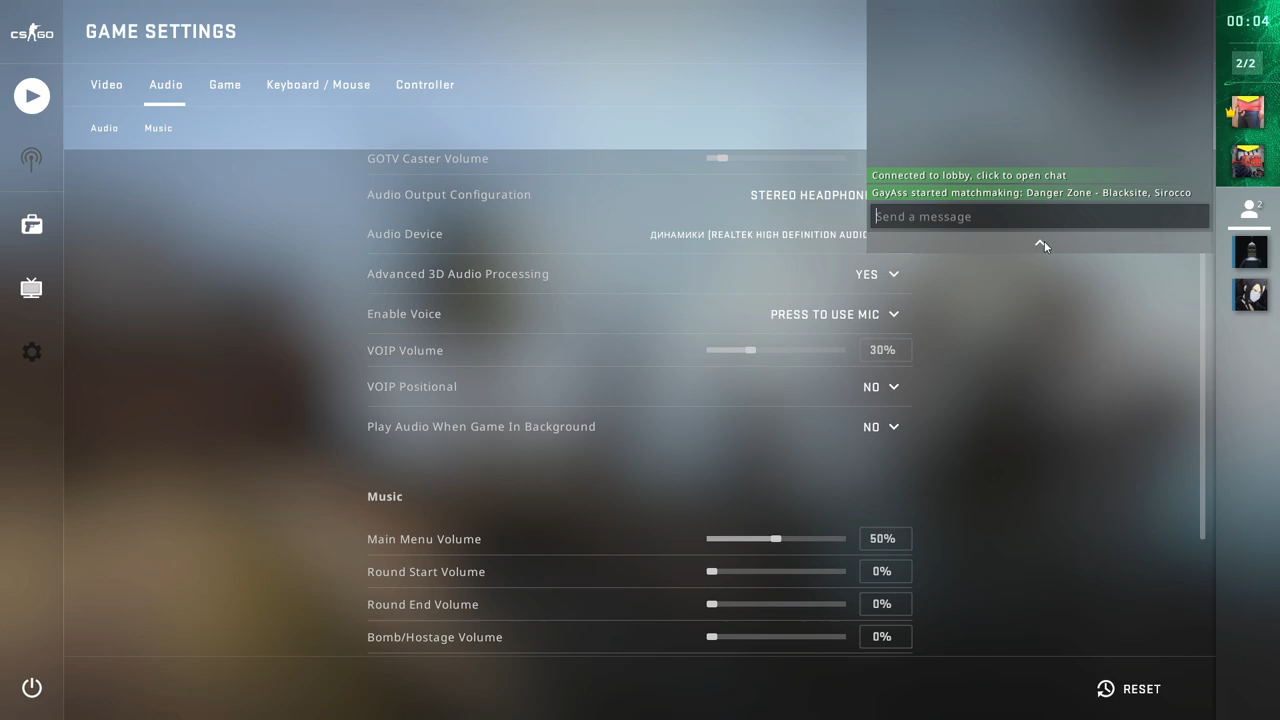 CS GO
GAME SETTINGS
00:04
Video
Audio
Game
Keyboard / Mouse
Controller
2/2
Audio
Music
GOTV Caster Volume
Connected to lobby, click to open chat
Audio Output Configuration
STEREO HEADPHON
GayAss started matchmaking: Danger Zone - Blacksite, Sirocco
2
Send a message
Audio Device
ДИНАМИКИ (REALTEK HIGH DEFINITION AUDIO
Advanced 3D Audio Processing
YES
Enable Voice
PRESS TO USE MIC
VOIP Volume
30%
VOIP Positional
NO
Play Audio When Game In Background
NO
Music
Main Menu Volume
50%
Round Start Volume
0%
Round End Volume
0%
Bomb/Hostage Volume
0%
RESET